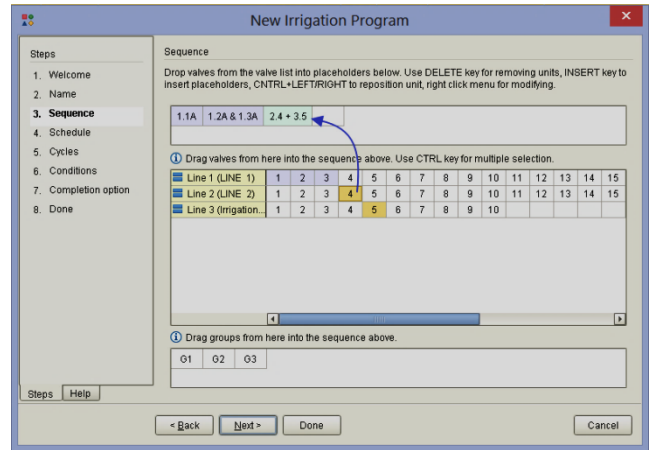 New Irrigation Program
Steps
1. Welcome
2. Name
3. Sequence
4. Schedule
5. Cycles
6. Conditions
7. Completion option
8. Done
Sequence
Drop valves from the valve list into placeholders below. Use DELETE key for removing units, INSERT key to
insert placeholders, CNTRL+LEFT/RIGHT to reposition unit, right click menu for modifying.
1.1A 1.2A & 1.3A 2.4 + 3.5
Drag valves from here into the sequence above. Use CTRL key for multiple selection.
Line 1 (LINE 1) 1 2 3 4 5 6 7 8 9 10 11 12 13 14 15
Line 2 (LINE 2) 1 2 3 4 5 6 7 8 9 10 11 12 13 14 15
Line 3 (Irrigation... 1 2 3 4 5 6 7 8 9 10
Drag groups from here into the sequence above.
G1 G2 G3
Steps Help
< Back Next > Done Cancel